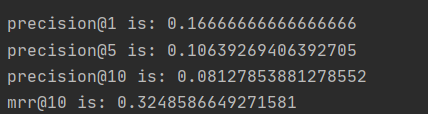 precision@1 is: 0.16666666666666666
precision@5 is: 0.10639269406392705
precision@10 is: 0.08127853881278552
mrr@10 is: 0.3248586649271581